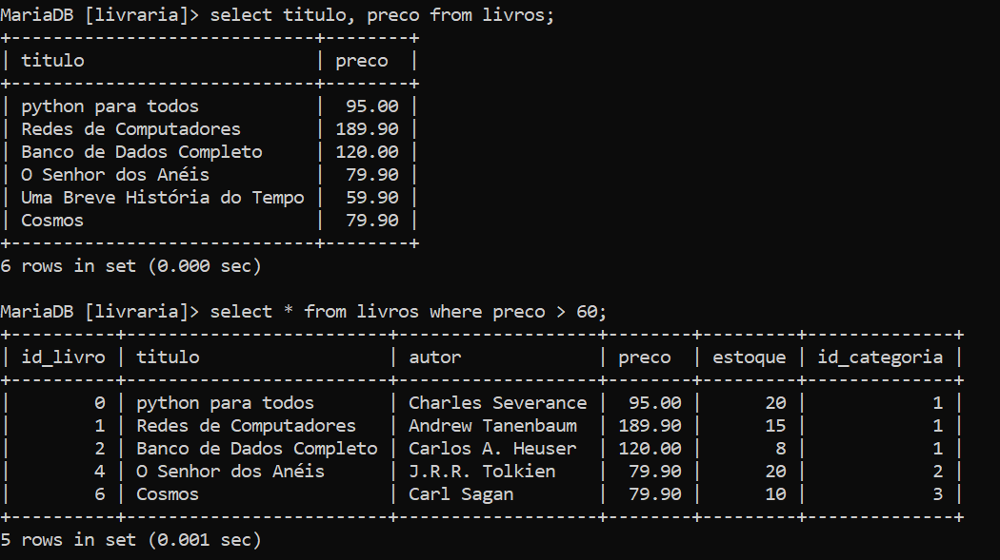 MariaDB [livraria]> select titulo, preco from livros;
+-----------------------------+--------+
| titulo                      | preco  |
+-----------------------------+--------+
| python para todos           |  95.00 |
| Redes de Computadores       | 189.90 |
| Banco de Dados Completo     | 120.00 |
| O Senhor dos Anéis          |  79.90 |
| Uma Breve História do Tempo |  59.90 |
| Cosmos                      |  79.90 |
+-----------------------------+--------+
6 rows in set (0.000 sec)

MariaDB [livraria]> select * from livros where preco > 60;
+----------+-------------------------+-------------------+--------+---------+--------------+
| id_livro | titulo                  | autor             | preco  | estoque | id_categoria |
+----------+-------------------------+-------------------+--------+---------+--------------+
|        0 | python para todos       | Charles Severance |  95.00 |      20 |            1 |
|        1 | Redes de Computadores   | Andrew Tanenbaum  | 189.90 |      15 |            1 |
|        2 | Banco de Dados Completo | Carlos A. Heuser  | 120.00 |       8 |            1 |
|        4 | O Senhor dos Anéis      | J.R.R. Tolkien    |  79.90 |      20 |            2 |
|        6 | Cosmos                  | Carl Sagan        |  79.90 |      10 |            3 |
+----------+-------------------------+-------------------+--------+---------+--------------+
5 rows in set (0.001 sec)